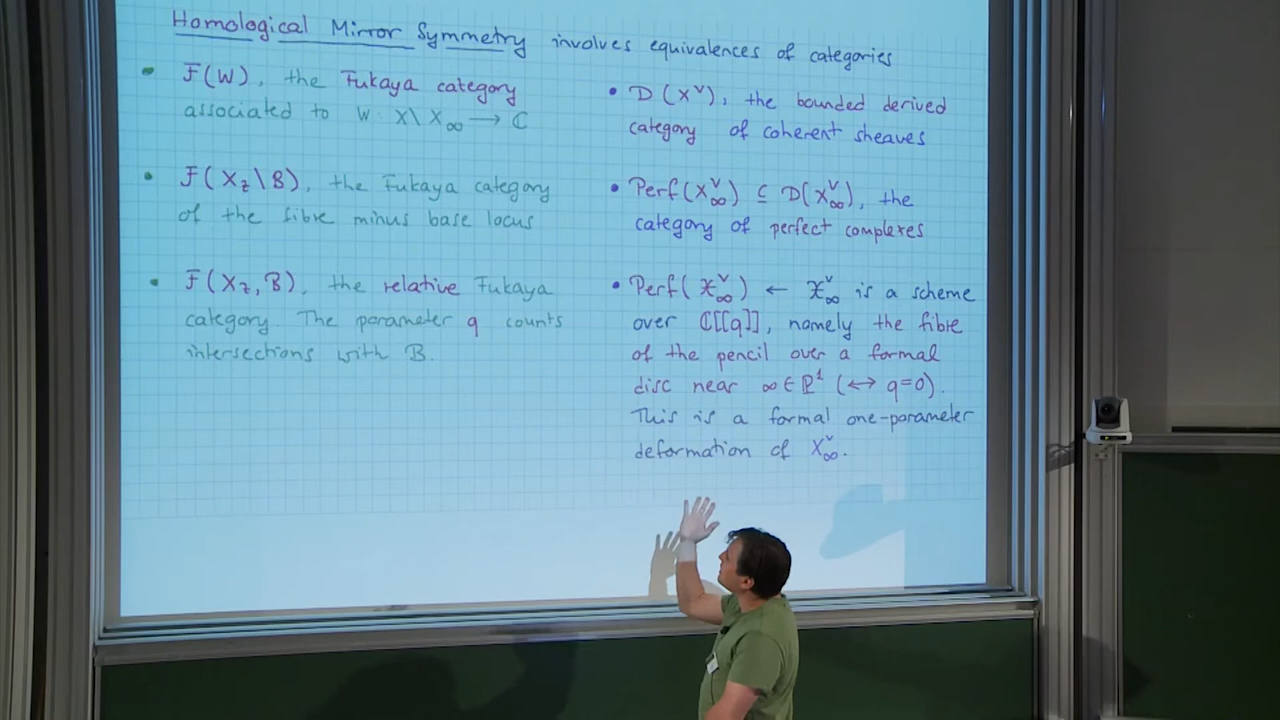 Homological Mirror Symmetry involves equivalences of categories
• F(W), the Fukaya category
associated to W: X\X_∞ → C
• F(X_z\B), the Fukaya category
of the fibre minus base locus
• F(X_z, B), the relative Fukaya
category The parameter q counts
intersections with B.
• D(X^∨), the bounded derived
category of coherent sheaves
• Perf(X^∨_∞) ⊆ D(X^∨_∞), the
category of perfect complexes
• Perf(𝒳^∨_∞) ← 𝒳^∨_∞ is a scheme
over ℂ[[q]], namely the fibre
of the pencil over a formal
disc near ∞ ∈ ℙ¹ (↔ q=0).
This is a formal one-parameter
deformation of X^∨_∞.